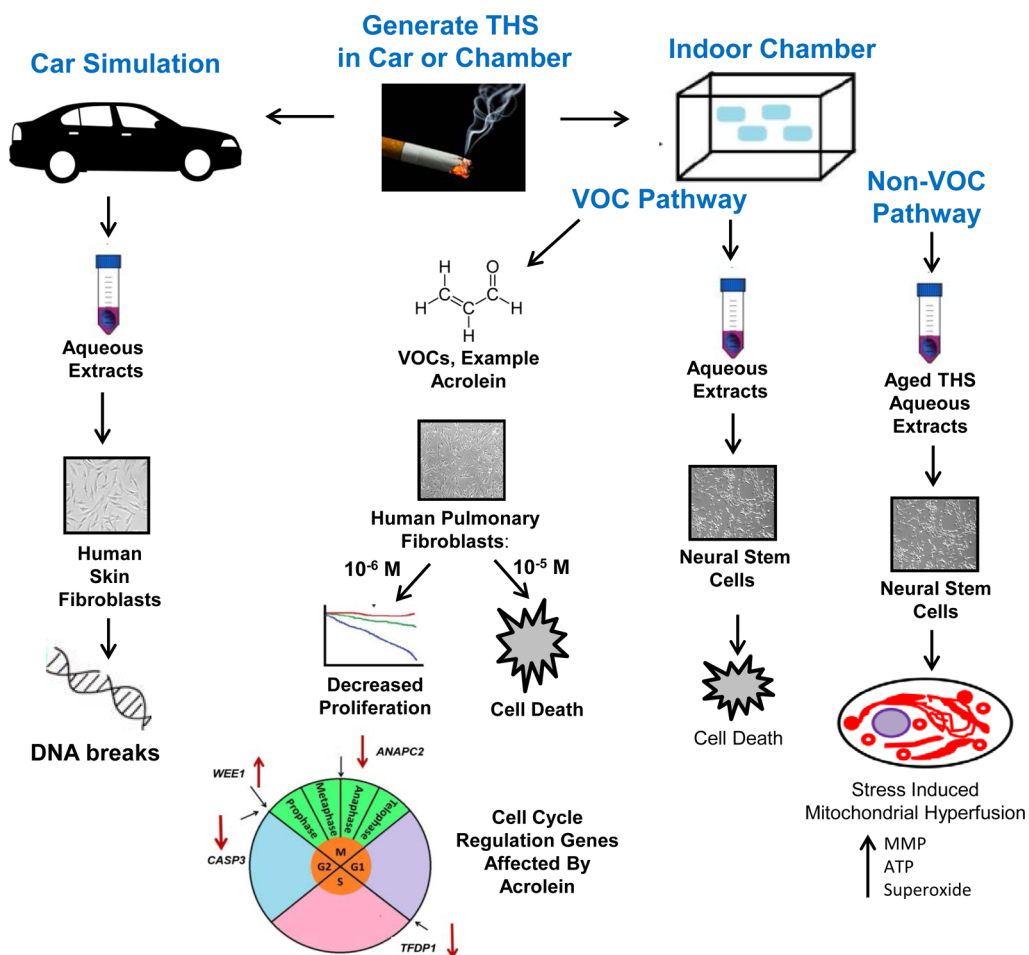 Generate THS
in Car or Chamber
Car Simulation
Indoor Chamber
VOC Pathway
Non-VOC
Pathway
Aqueous
Extracts
Human
Skin
Fibroblasts
DNA breaks
H
O
H
C
C
C
H
H
VOCs, Example
Acrolein
Human Pulmonary
Fibroblasts:
10⁻⁶ M
10⁻⁵ M
Decreased
Proliferation
Cell Death
ANAPC2
WEE1
CASP3
TFDP1
Prophase
Metaphase
Anaphase
Telophase
M
G2
G1
S
Cell Cycle
Regulation Genes
Affected By
Acrolein
Aqueous
Extracts
Neural Stem
Cells
Cell Death
Aged THS
Aqueous
Extracts
Neural Stem
Cells
Stress Induced
Mitochondrial Hyperfusion
MMP
ATP
Superoxide